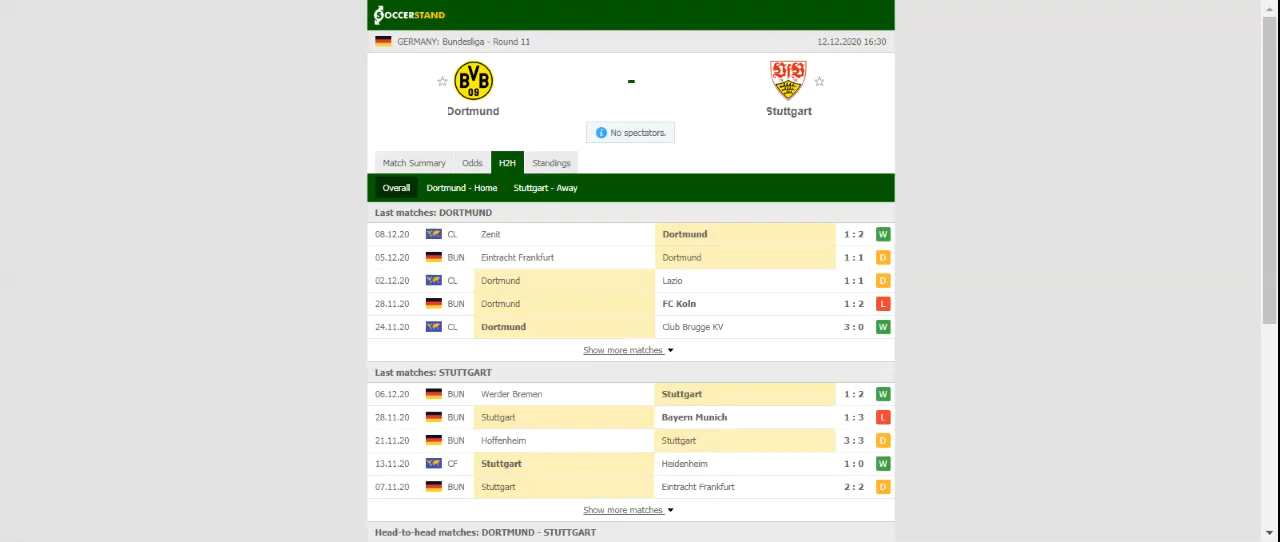 SOCCERSTAND
GERMANY: Bundesliga - Round 11 12.12.2020 16:30
BVB 09
VfB
-
Dortmund Stuttgart
i No spectators.
Match Summary Odds H2H Standings
Overall Dortmund - Home Stuttgart - Away
Last matches: DORTMUND
08.12.20 CL Zenit Dortmund 1 : 2 W
05.12.20 BUN Eintracht Frankfurt Dortmund 1 : 1 D
02.12.20 CL Dortmund Lazio 1 : 1 D
28.11.20 BUN Dortmund FC Koln 1 : 2 L
24.11.20 CL Dortmund Club Brugge KV 3 : 0 W
Show more matches
Last matches: STUTTGART
06.12.20 BUN Werder Bremen Stuttgart 1 : 2 W
28.11.20 BUN Stuttgart Bayern Munich 1 : 3 L
21.11.20 BUN Hoffenheim Stuttgart 3 : 3 D
13.11.20 CF Stuttgart Heidenheim 1 : 0 W
07.11.20 BUN Stuttgart Eintracht Frankfurt 2 : 2 D
Show more matches
Head-to-head matches: DORTMUND - STUTTGART